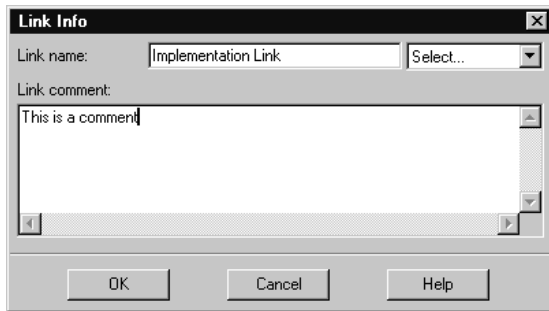 Link Info
Link name: Implementation Link Select...
Link comment:
This is a comment
OK Cancel Help